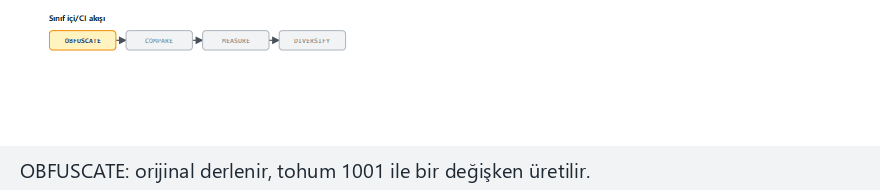 Sınıf içi/CI akışı
OBFUSCATE COMPARE MEASURE DIVERSIFY
OBFUSCATE: orijinal derlenir, tohum 1001 ile bir değişken üretilir.